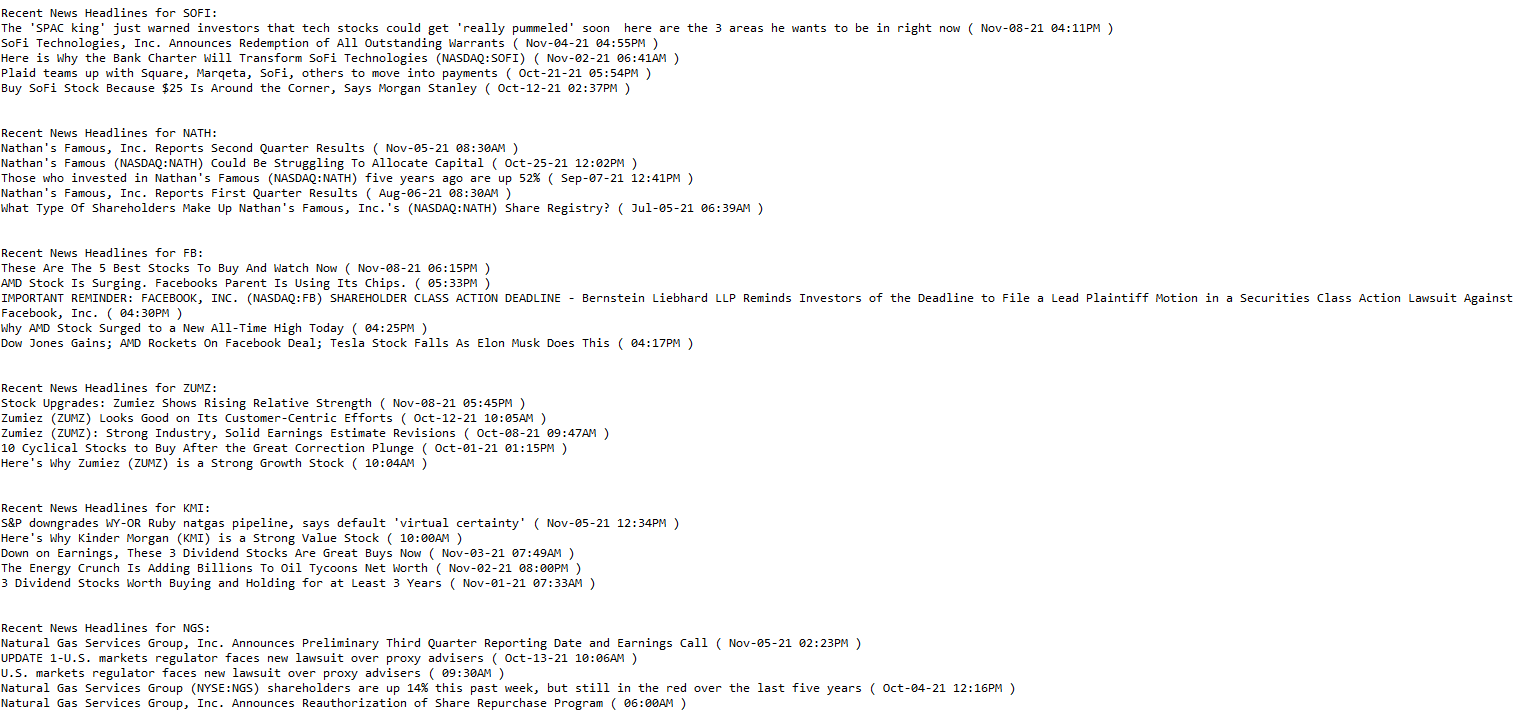 Recent News Headlines for SOFI:
The 'SPAC king' just warned investors that tech stocks could get 'really pummeled' soon  here are the 3 areas he wants to be in right now ( Nov-08-21 04:11PM )
SoFi Technologies, Inc. Announces Redemption of All Outstanding Warrants ( Nov-04-21 04:55PM )
Here is Why the Bank Charter Will Transform SoFi Technologies (NASDAQ:SOFI) ( Nov-02-21 06:41AM )
Plaid teams up with Square, Marqeta, SoFi, others to move into payments ( Oct-21-21 05:54PM )
Buy SoFi Stock Because $25 Is Around the Corner, Says Morgan Stanley ( Oct-12-21 02:37PM )
Recent News Headlines for NATH:
Nathan's Famous, Inc. Reports Second Quarter Results ( Nov-05-21 08:30AM )
Nathan's Famous (NASDAQ:NATH) Could Be Struggling To Allocate Capital ( Oct-25-21 12:02PM )
Those who invested in Nathan's Famous (NASDAQ:NATH) five years ago are up 52% ( Sep-07-21 12:41PM )
Nathan's Famous, Inc. Reports First Quarter Results ( Aug-06-21 08:30AM )
What Type Of Shareholders Make Up Nathan's Famous, Inc.'s (NASDAQ:NATH) Share Registry? ( Jul-05-21 06:39AM )
Recent News Headlines for FB:
These Are The 5 Best Stocks To Buy And Watch Now ( Nov-08-21 06:15PM )
AMD Stock Is Surging. Facebooks Parent Is Using Its Chips. ( 05:33PM )
IMPORTANT REMINDER: FACEBOOK, INC. (NASDAQ:FB) SHAREHOLDER CLASS ACTION DEADLINE - Bernstein Liebhard LLP Reminds Investors of the Deadline to File a Lead Plaintiff Motion in a Securities Class Action Lawsuit Against
Facebook, Inc. ( 04:30PM )
Why AMD Stock Surged to a New All-Time High Today ( 04:25PM )
Dow Jones Gains; AMD Rockets On Facebook Deal; Tesla Stock Falls As Elon Musk Does This ( 04:17PM )
Recent News Headlines for ZUMZ:
Stock Upgrades: Zumiez Shows Rising Relative Strength ( Nov-08-21 05:45PM )
Zumiez (ZUMZ) Looks Good on Its Customer-Centric Efforts ( Oct-12-21 10:05AM )
Zumiez (ZUMZ): Strong Industry, Solid Earnings Estimate Revisions ( Oct-08-21 09:47AM )
10 Cyclical Stocks to Buy After the Great Correction Plunge ( Oct-01-21 01:15PM )
Here's Why Zumiez (ZUMZ) is a Strong Growth Stock ( 10:04AM )
Recent News Headlines for KMI:
S&P downgrades WY-OR Ruby natgas pipeline, says default 'virtual certainty' ( Nov-05-21 12:34PM )
Here's Why Kinder Morgan (KMI) is a Strong Value Stock ( 10:00AM )
Down on Earnings, These 3 Dividend Stocks Are Great Buys Now ( Nov-03-21 07:49AM )
The Energy Crunch Is Adding Billions To Oil Tycoons Net Worth ( Nov-02-21 08:00PM )
3 Dividend Stocks Worth Buying and Holding for at Least 3 Years ( Nov-01-21 07:33AM )
Recent News Headlines for NGS:
Natural Gas Services Group, Inc. Announces Preliminary Third Quarter Reporting Date and Earnings Call ( Nov-05-21 02:23PM )
UPDATE 1-U.S. markets regulator faces new lawsuit over proxy advisers ( Oct-13-21 10:06AM )
U.S. markets regulator faces new lawsuit over proxy advisers ( 09:30AM )
Natural Gas Services Group (NYSE:NGS) shareholders are up 14% this past week, but still in the red over the last five years ( Oct-04-21 12:16PM )
Natural Gas Services Group, Inc. Announces Reauthorization of Share Repurchase Program ( 06:00AM )